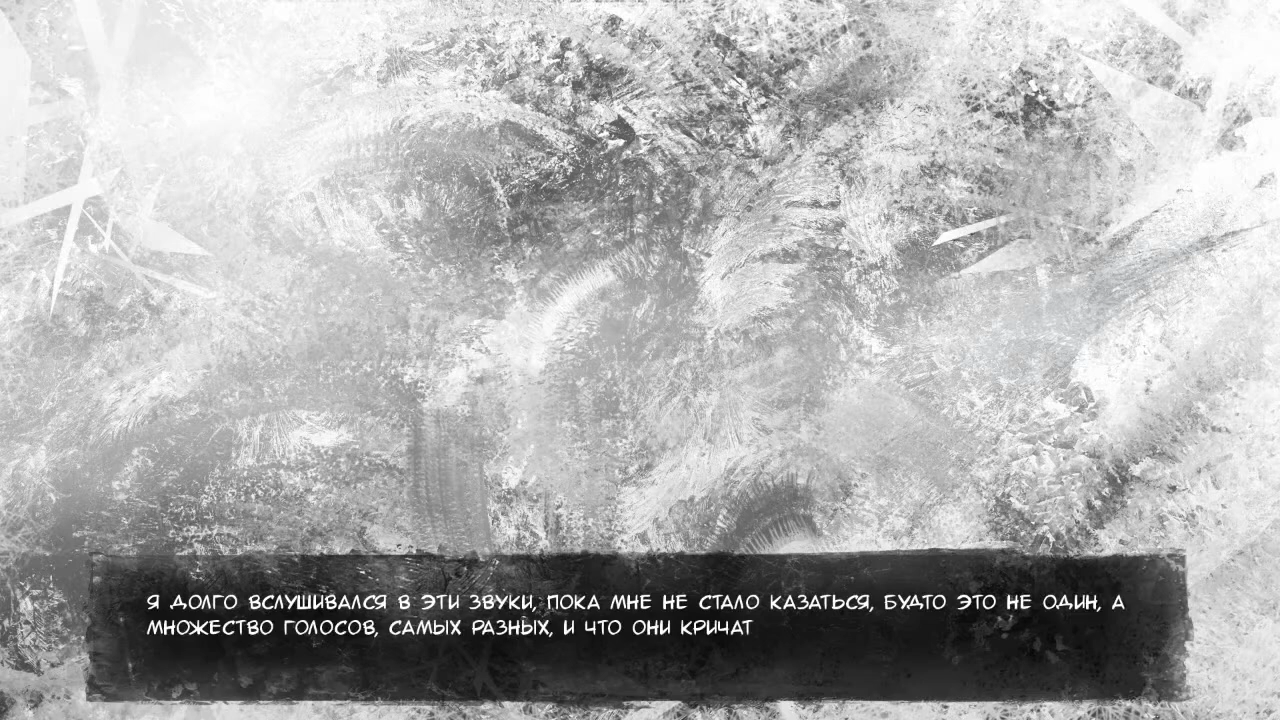 Я ДОЛГО ВСЛУШИВАЛСЯ В ЭТИ ЗВУКИ, ПОКА МНЕ НЕ СТАЛО КАЗАТЬСЯ, БУДТО ЭТО НЕ ОДИН, А
МНОЖЕСТВО ГОЛОСОВ, САМЫХ РАЗНЫХ, И ЧТО ОНИ КРИЧАТ